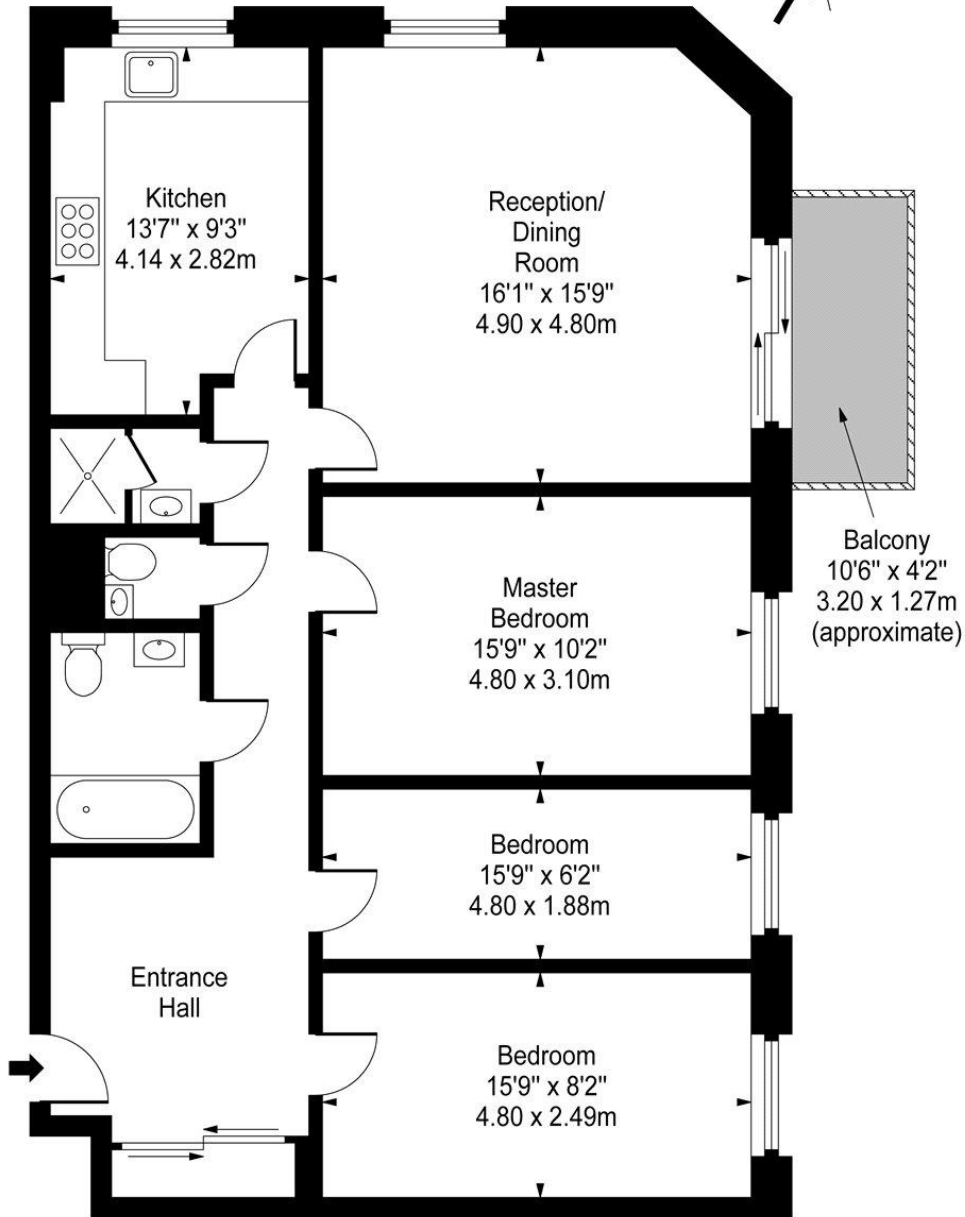 Kitchen
13'7" x 9'3"
4.14 x 2.82m
Reception/
Dining
Room
16'1" x 15'9"
4.90 x 4.80m
Balcony
10'6" x 4'2"
3.20 x 1.27m
(approximate)
Master
Bedroom
15'9" x 10'2"
4.80 x 3.10m
Bedroom
15'9" x 6'2"
4.80 x 1.88m
Entrance
Hall
Bedroom
15'9" x 8'2"
4.80 x 2.49m